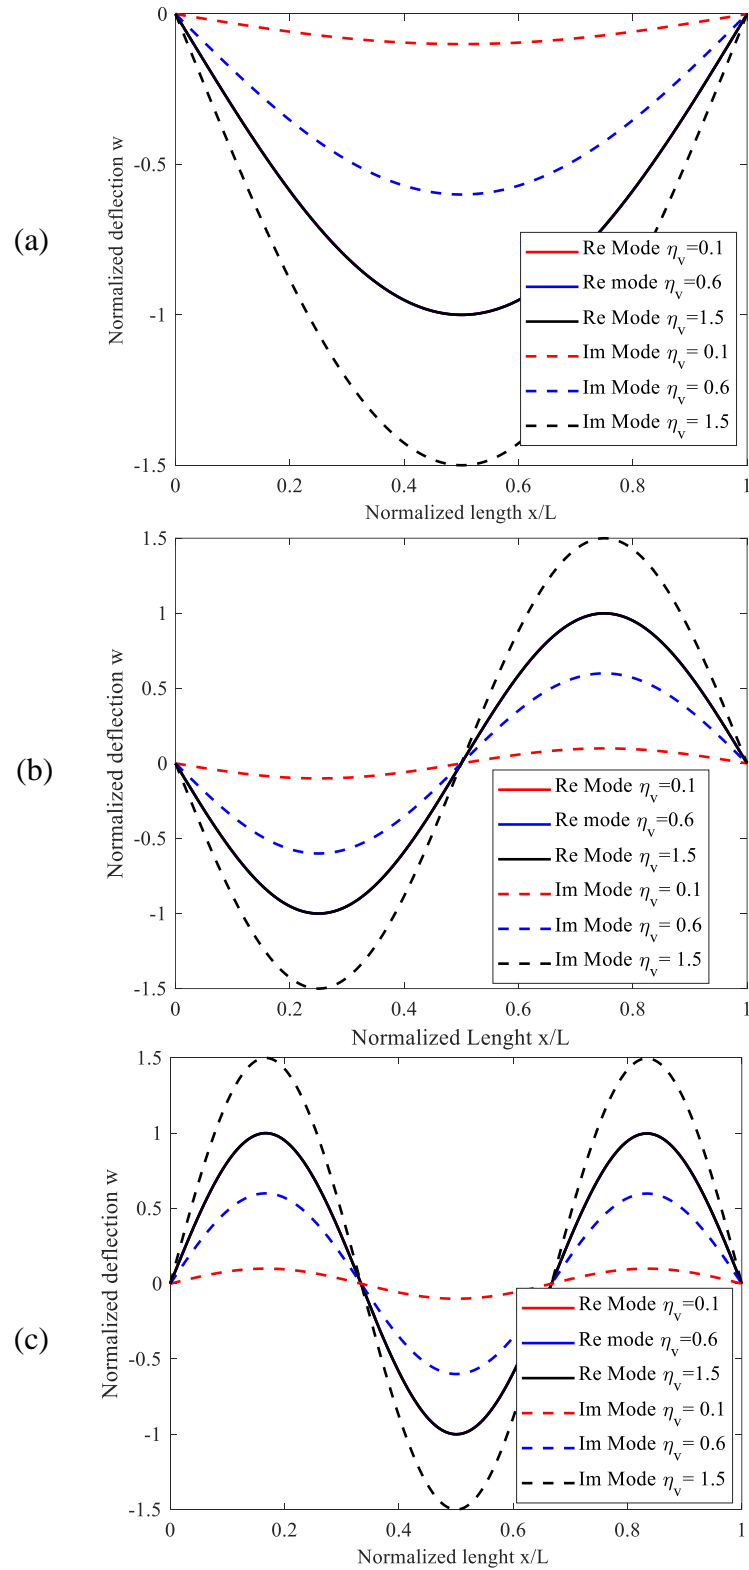 0
-0.5
-1
-1.5
Normalized deflection w
(a)
Re Mode ηv=0.1
Re mode ηv=0.6
Re Mode ηv=1.5
Im Mode ηv= 0.1
Im Mode ηv= 0.6
Im Mode ηv= 1.5
0 0.2 0.4 0.6 0.8 1
Normalized length x/L
1.5
1
0.5
0
-0.5
-1
-1.5
Normalized deflection w
(b)
Re Mode ηv=0.1
Re mode ηv=0.6
Re Mode ηv=1.5
Im Mode ηv= 0.1
Im Mode ηv= 0.6
Im Mode ηv= 1.5
0 0.2 0.4 0.6 0.8 1
Normalized Lenght x/L
1.5
1
0.5
0
-0.5
-1
-1.5
Normalized deflection w
(c)
Re Mode ηv=0.1
Re mode ηv=0.6
Re Mode ηv=1.5
Im Mode ηv= 0.1
Im Mode ηv= 0.6
Im Mode ηv= 1.5
0 0.2 0.4 0.6 0.8 1
Normalized lenght x/L